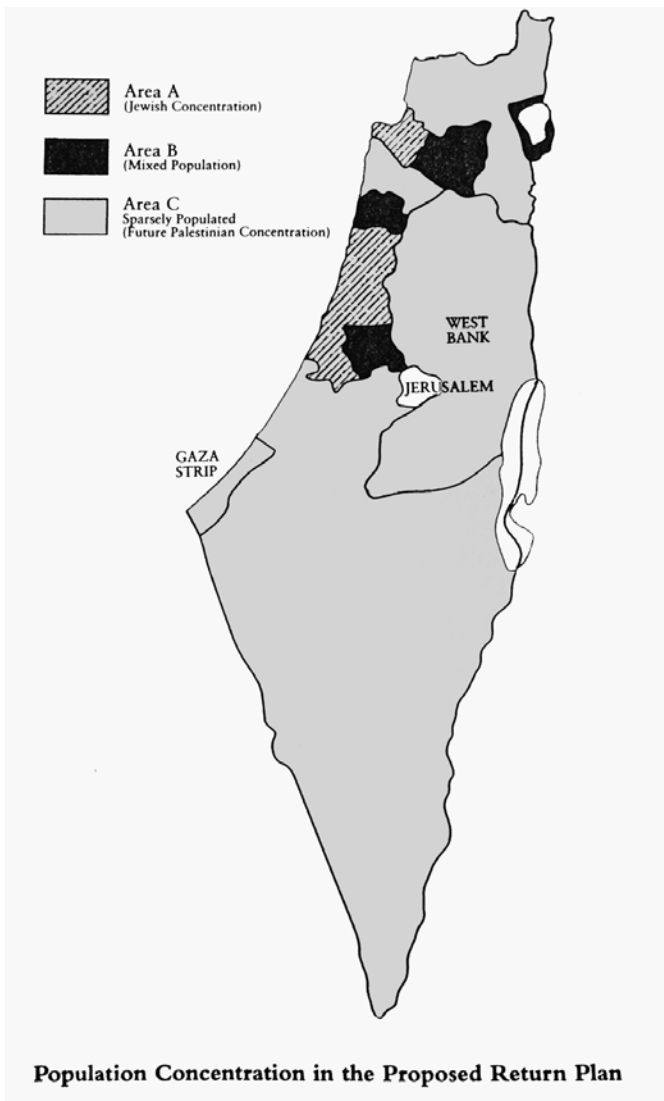 Area A
(Jewish Concentration)
Area B
(Mixed Population)
Area C
Sparsely Populated
(Future Palestinian Concentration)
WEST
BANK
JERUSALEM
GAZA
STRIP
Population Concentration in the Proposed Return Plan